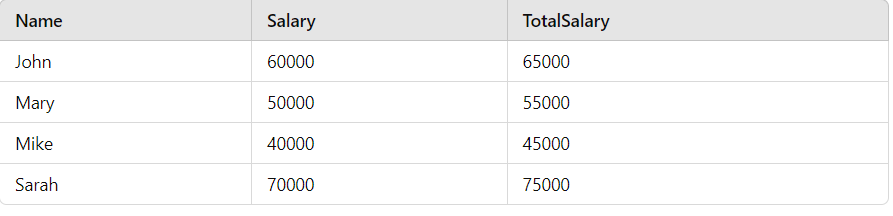 Name Salary TotalSalary
John 60000 65000
Mary 50000 55000
Mike 40000 45000
Sarah 70000 75000